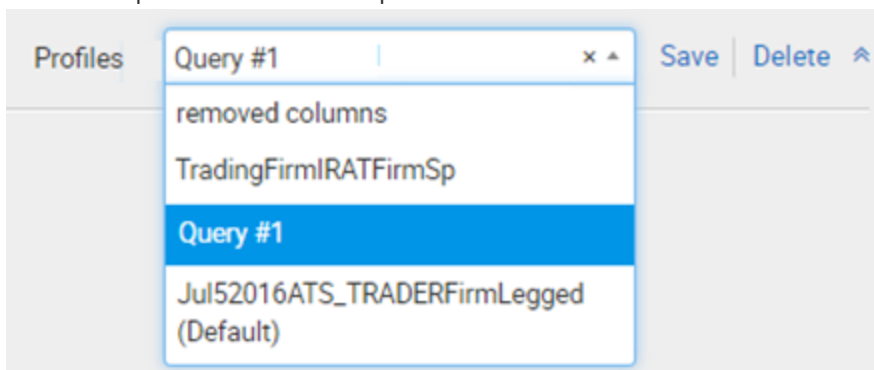 Profiles Query #1 x Save Delete
removed columns
TradingFirmIRATFirmSp
Query #1
Jul52016ATS_TRADERFirmLegged
(Default)